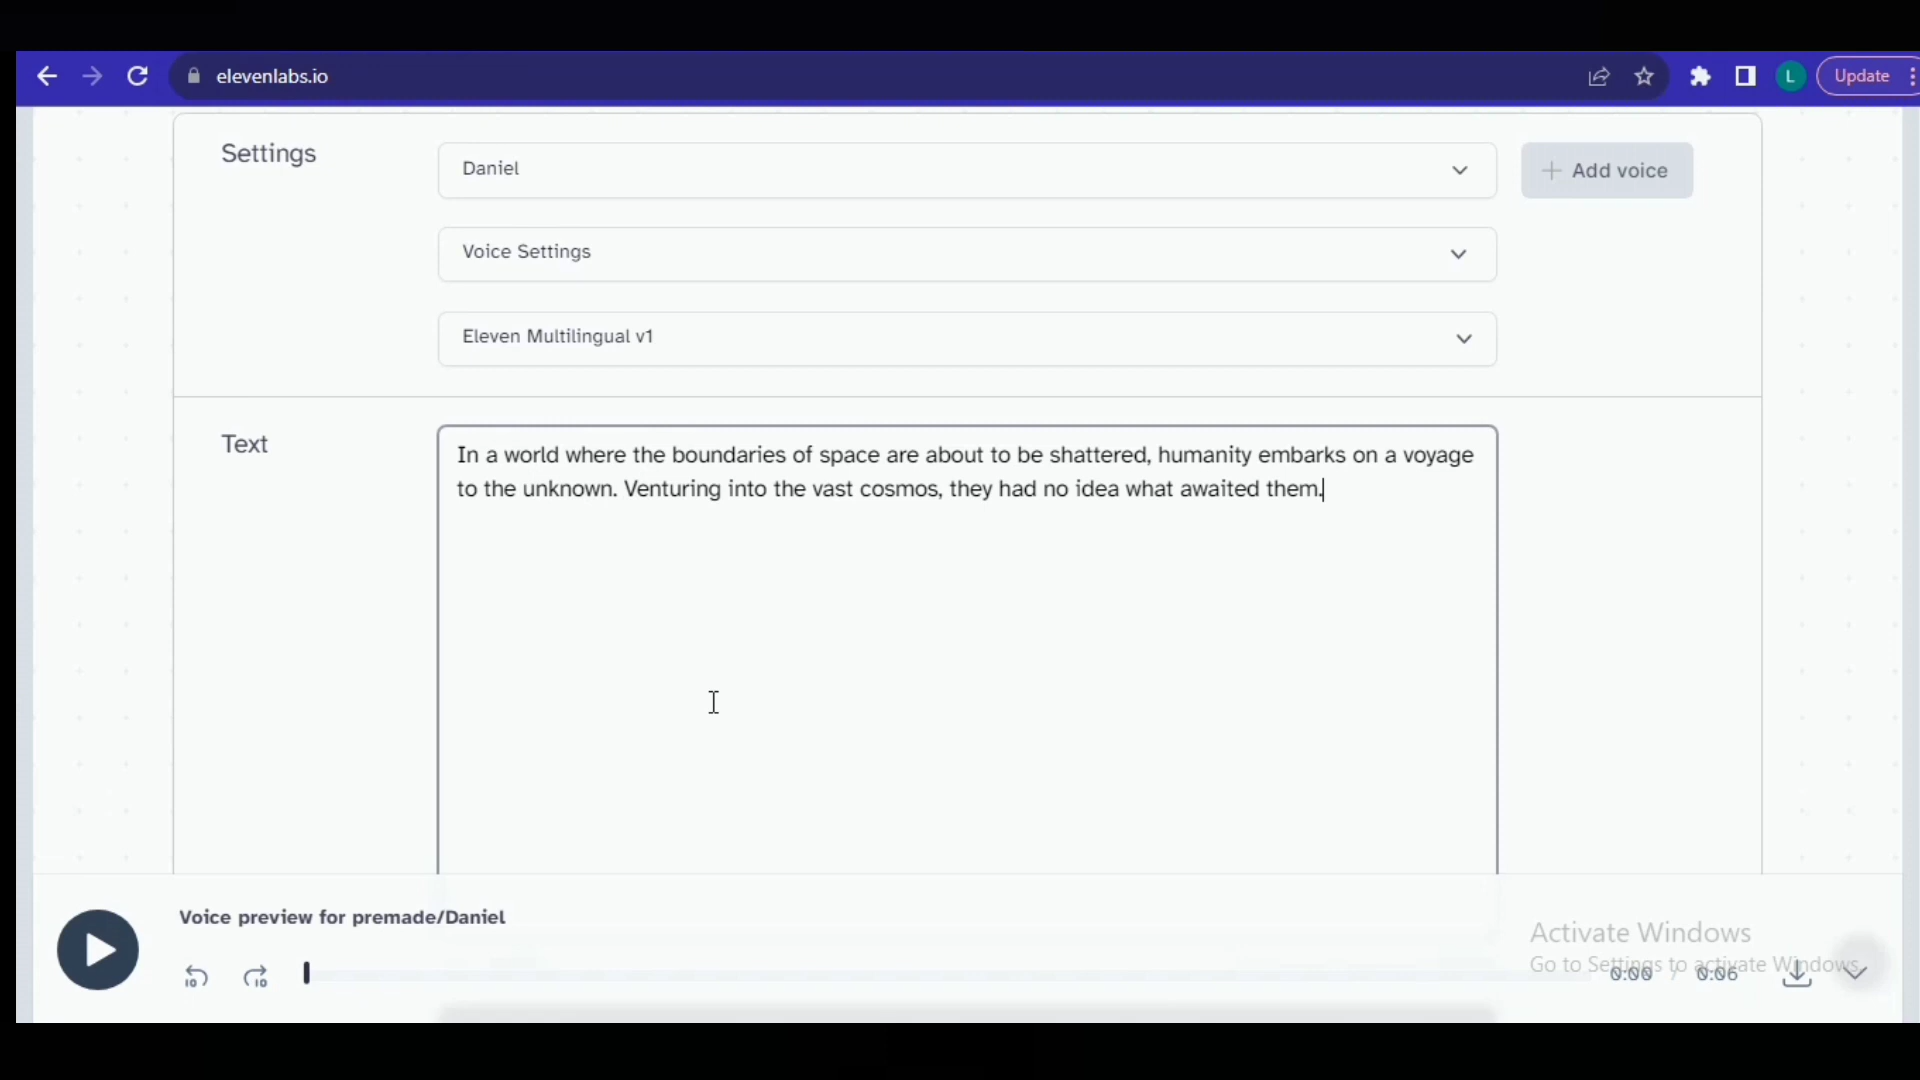 elevenlabs.io
L
Update
Settings
Daniel
Add voice
Voice Settings
Eleven Multilingual v1
Text
In a world where the boundaries of space are about to be shattered, humanity embarks on a voyage
to the unknown. Venturing into the vast cosmos, they had no idea what awaited them.
Voice preview for premade/Daniel
Activate Windows
Go to Settings to activate Windows.
10
10
0:00 / 0:06